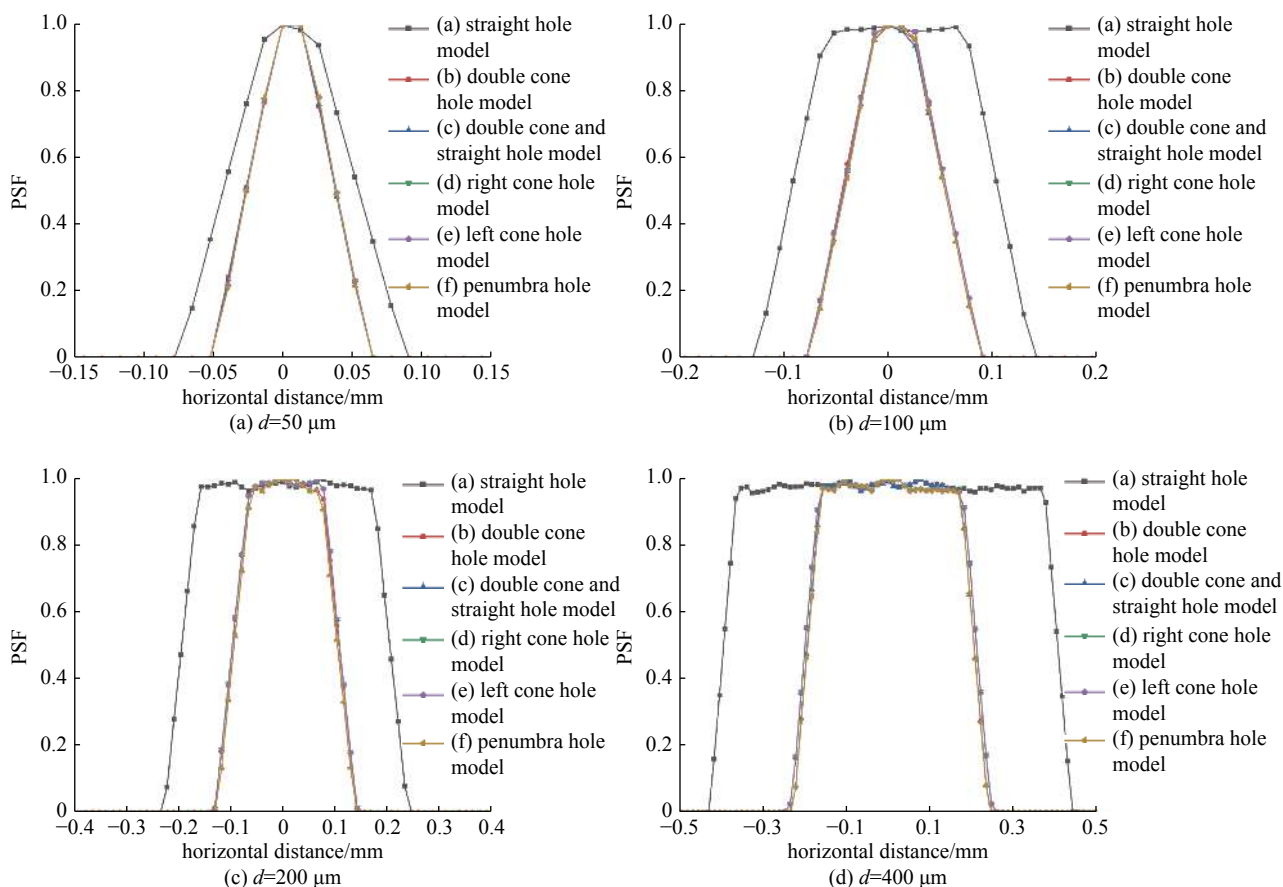 1.0
0.8
0.6
0.4
0.2
0
PSF
−0.15
−0.10
−0.05
0
0.05
0.10
0.15
horizontal distance/mm
(a) d=50 μm
(a) straight hole
model
(b) double cone
hole model
(c) double cone and
straight hole model
(d) right cone hole
model
(e) left cone hole
model
(f) penumbra hole
model
1.0
0.8
0.6
0.4
0.2
0
PSF
−0.2
−0.1
0
0.1
0.2
horizontal distance/mm
(b) d=100 μm
(a) straight hole
model
(b) double cone
hole model
(c) double cone and
straight hole model
(d) right cone hole
model
(e) left cone hole
model
(f) penumbra hole
model
1.0
0.8
0.6
0.4
0.2
0
PSF
−0.4
−0.3
−0.2
−0.1
0
0.1
0.2
0.3
0.4
horizontal distance/mm
(c) d=200 μm
(a) straight hole
model
(b) double cone
hole model
(c) double cone and
straight hole model
(d) right cone hole
model
(e) left cone hole
model
(f) penumbra hole
model
1.0
0.8
0.6
0.4
0.2
0
PSF
−0.5
−0.3
−0.1
0.1
0.3
0.5
horizontal distance/mm
(d) d=400 μm
(a) straight hole
model
(b) double cone
hole model
(c) double cone and
straight hole model
(d) right cone hole
model
(e) left cone hole
model
(f) penumbra hole
model